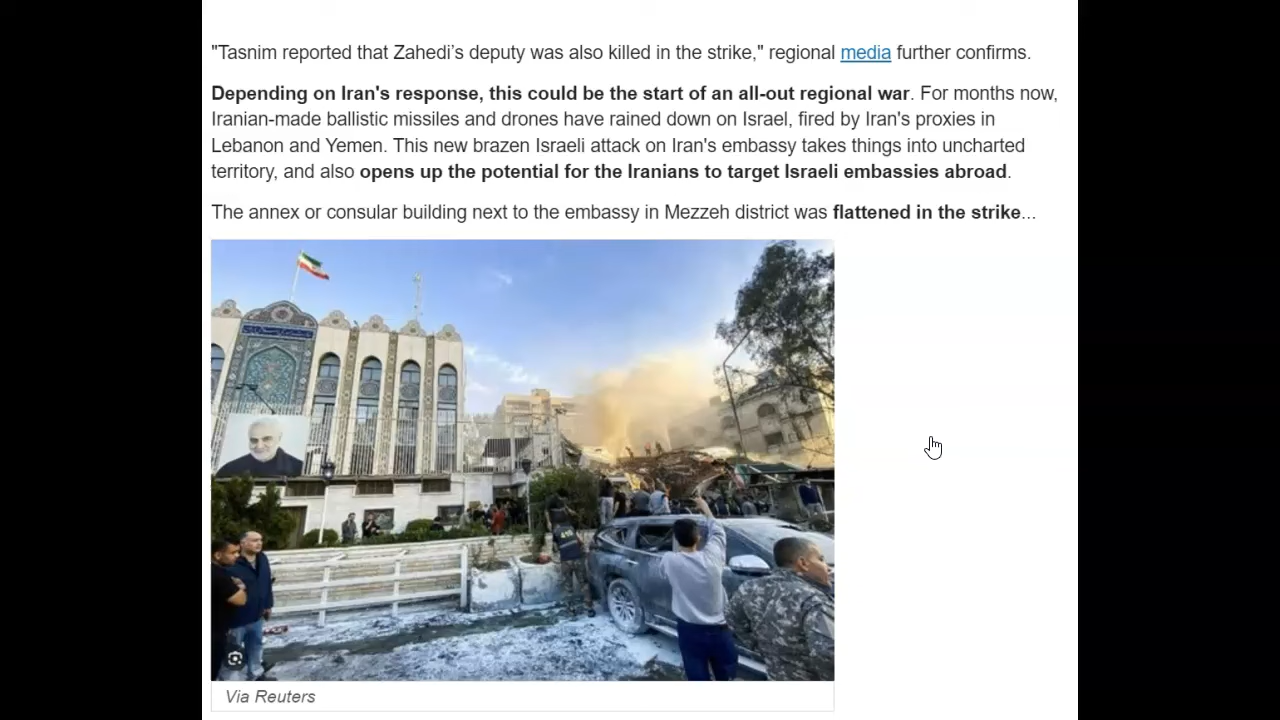 "Tasnim reported that Zahedi’s deputy was also killed in the strike," regional media further confirms.
Depending on Iran's response, this could be the start of an all-out regional war. For months now,
Iranian-made ballistic missiles and drones have rained down on Israel, fired by Iran's proxies in
Lebanon and Yemen. This new brazen Israeli attack on Iran's embassy takes things into uncharted
territory, and also opens up the potential for the Iranians to target Israeli embassies abroad.
The annex or consular building next to the embassy in Mezzeh district was flattened in the strike...
Via Reuters